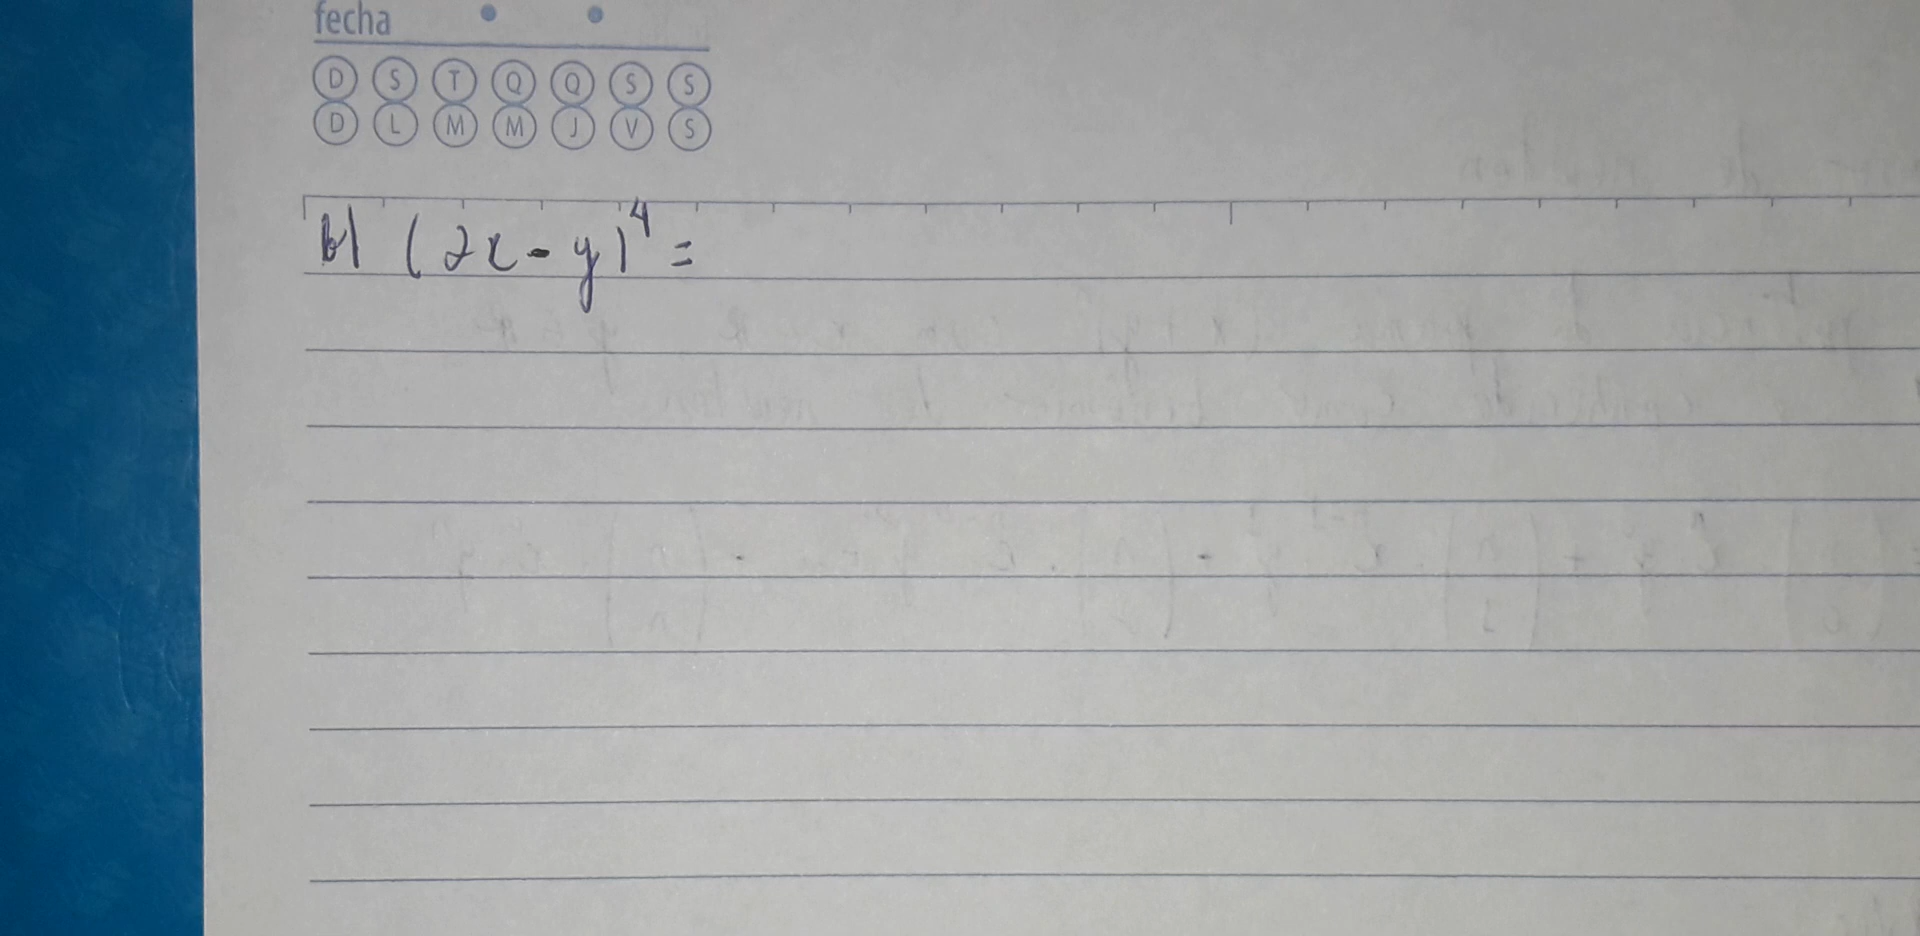 fecha
D S T Q Q S S
D L M M J V S
b) (2x - y)⁴ =